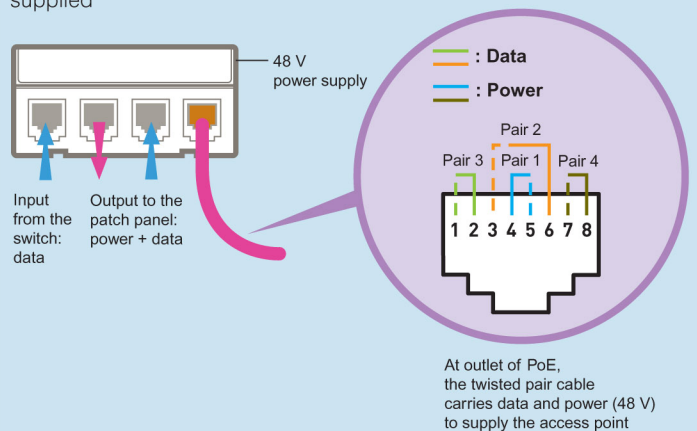 supplied
48 V
power supply
Input
from the
switch:
data
Output to the
patch panel:
power + data
: Data
: Power
Pair 2
Pair 3 Pair 1 Pair 4
1 2 3 4 5 6 7 8
At outlet of PoE,
the twisted pair cable
carries data and power (48 V)
to supply the access point